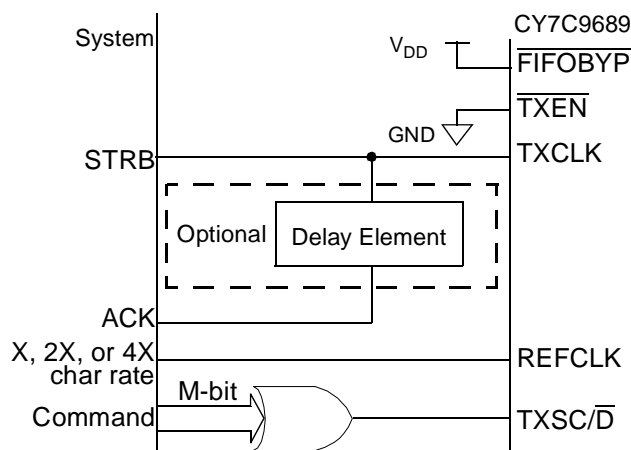 System
CY7C9689
VDD
FIFOBYP
TXEN
GND
STRB
TXCLK
Optional
Delay Element
ACK
X, 2X, or 4X
char rate
REFCLK
M-bit
Command
TXSC/D